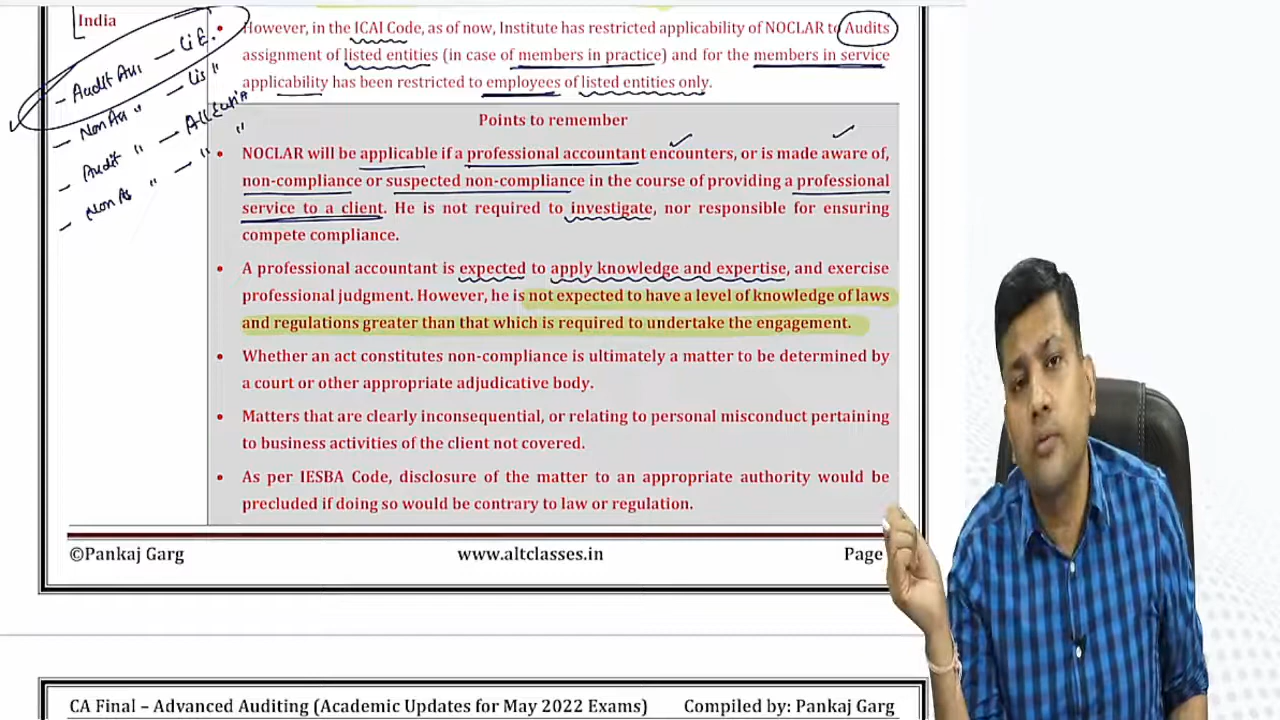 India
• However, in the ICAI Code, as of now, Institute has restricted applicability of NOCLAR to Audits
assignment of listed entities (in case of members in practice) and for the members in service
applicability has been restricted to employees of listed entities only.
- Audit Ass
- Non As "
- Audit "
- Non As "
Points to remember
• NOCLAR will be applicable if a professional accountant encounters, or is made aware of,
non-compliance or suspected non-compliance in the course of providing a professional
service to a client. He is not required to investigate, nor responsible for ensuring
compete compliance.
• A professional accountant is expected to apply knowledge and expertise, and exercise
professional judgment. However, he is not expected to have a level of knowledge of laws
and regulations greater than that which is required to undertake the engagement.
• Whether an act constitutes non-compliance is ultimately a matter to be determined by
a court or other appropriate adjudicative body.
• Matters that are clearly inconsequential, or relating to personal misconduct pertaining
to business activities of the client not covered.
• As per IESBA Code, disclosure of the matter to an appropriate authority would be
precluded if doing so would be contrary to law or regulation.
©Pankaj Garg www.altclasses.in Page
CA Final – Advanced Auditing (Academic Updates for May 2022 Exams) Compiled by: Pankaj Garg